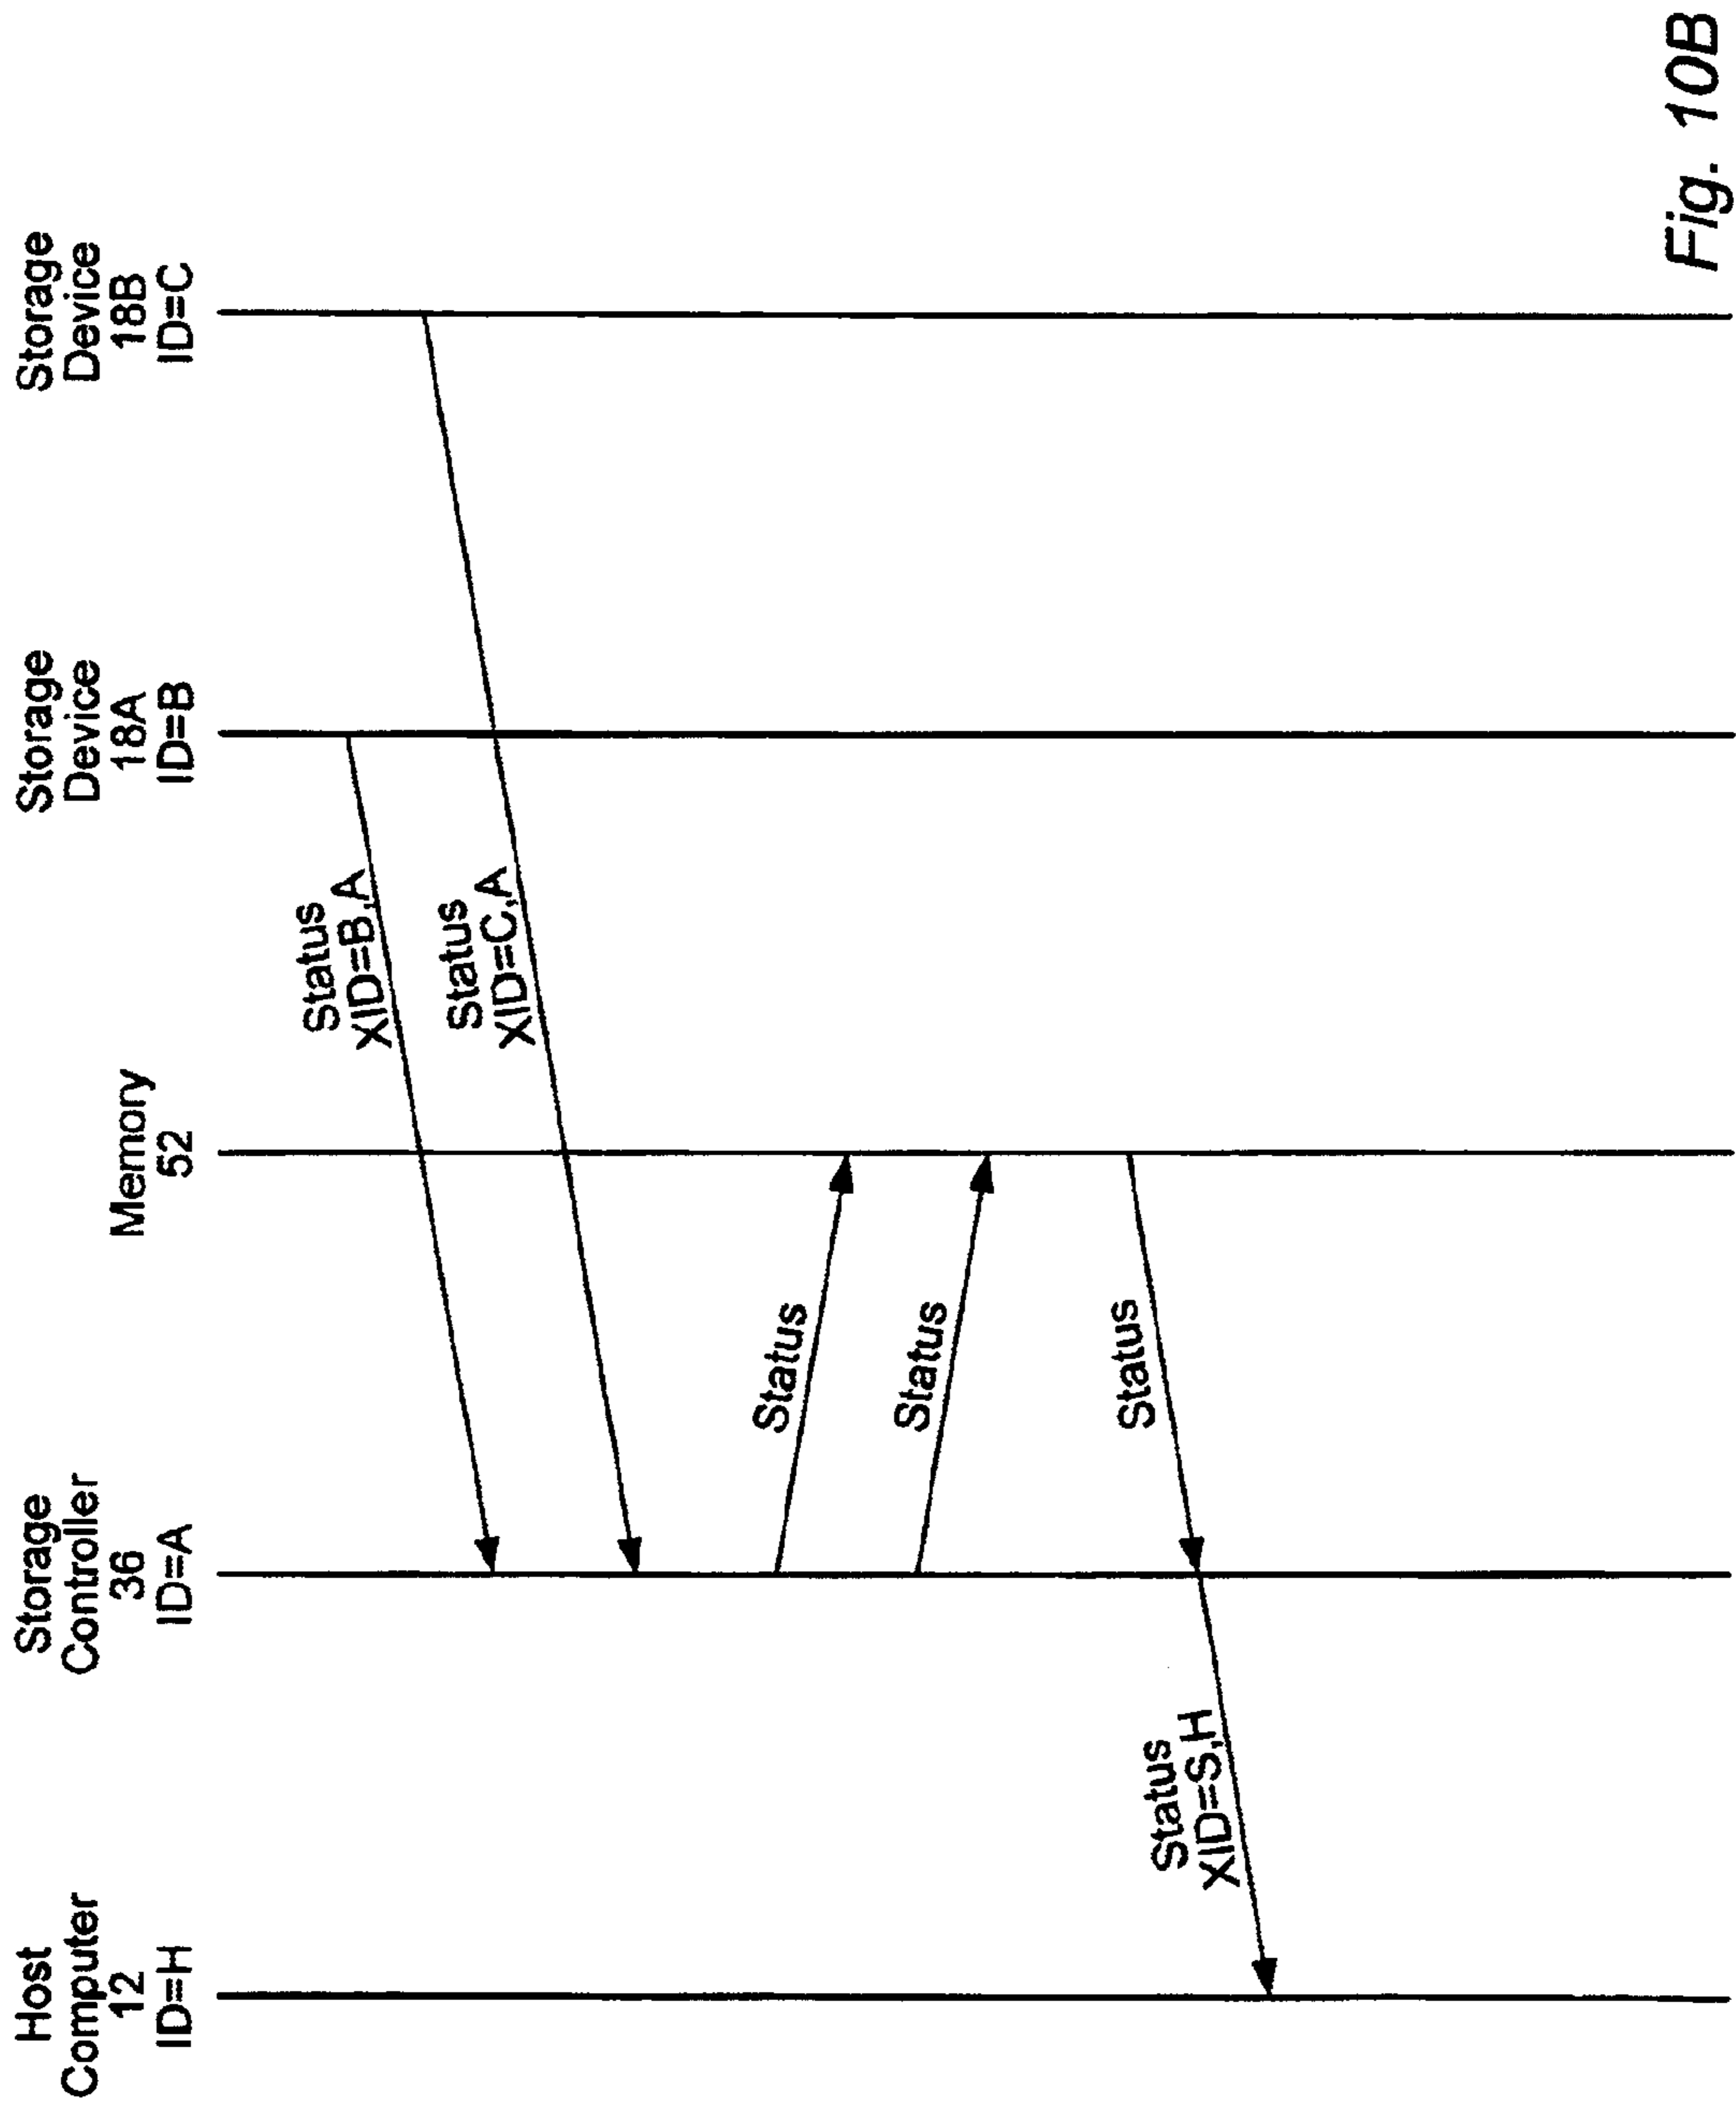 Host
Computer
12
ID=H
Storage
Controller
36
ID=A
Memory
52
Storage
Device
18A
ID=B
Storage
Device
18B
ID=C
Status
XID=B,A
Status
XID=C,A
Status
Status
Status
Status
XID=S,H
Fig. 10B